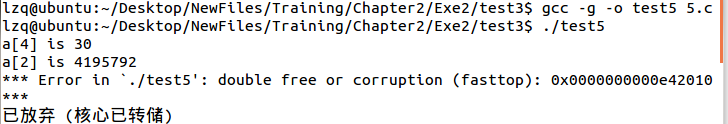 lzq@ubuntu:~/Desktop/NewFiles/Training/Chapter2/Exe2/test3$ gcc -g -o test5 5.c
lzq@ubuntu:~/Desktop/NewFiles/Training/Chapter2/Exe2/test3$ ./test5
a[4] is 30
a[2] is 4195792
*** Error in `./test5': double free or corruption (fasttop): 0x0000000000e42010
***
已放弃 (核心已转储)